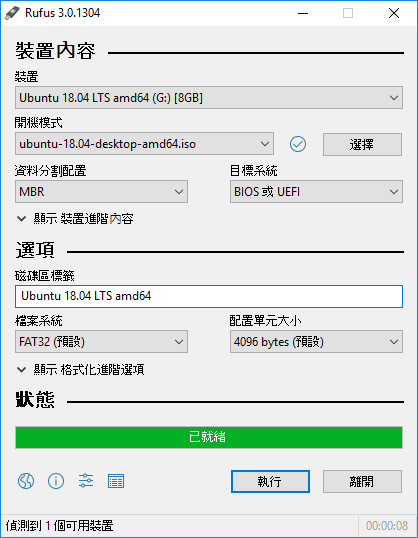 Rufus 3.0.1304
裝置內容
裝置
Ubuntu 18.04 LTS amd64 (G:) [8GB]
開機模式
ubuntu-18.04-desktop-amd64.iso
選擇
資料分割配置
目標系統
MBR
BIOS 或 UEFI
顯示 裝置進階內容
選項
磁碟區標籤
Ubuntu 18.04 LTS amd64
檔案系統
配置單元大小
FAT32 (預設)
4096 bytes (預設)
顯示 格式化進階選項
狀態
已就緒
執行
離開
偵測到 1 個可用裝置
00:00:08